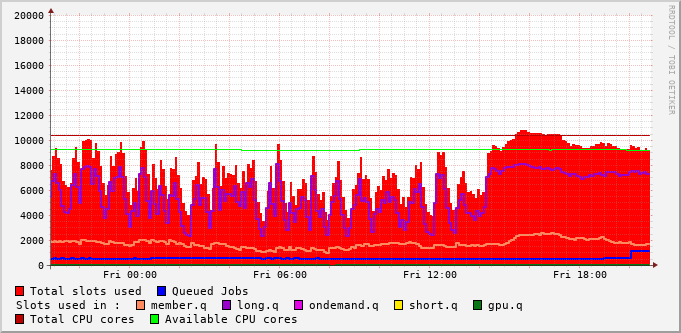 20000
18000
16000
14000
12000
10000
8000
6000
4000
2000
0
Fri 00:00 Fri 06:00 Fri 12:00 Fri 18:00
Total slots used Queued Jobs
Slots used in : member.q long.q ondemand.q short.q gpu.q
Total CPU cores Available CPU cores
RRDTOOL / TOBI OETIKER